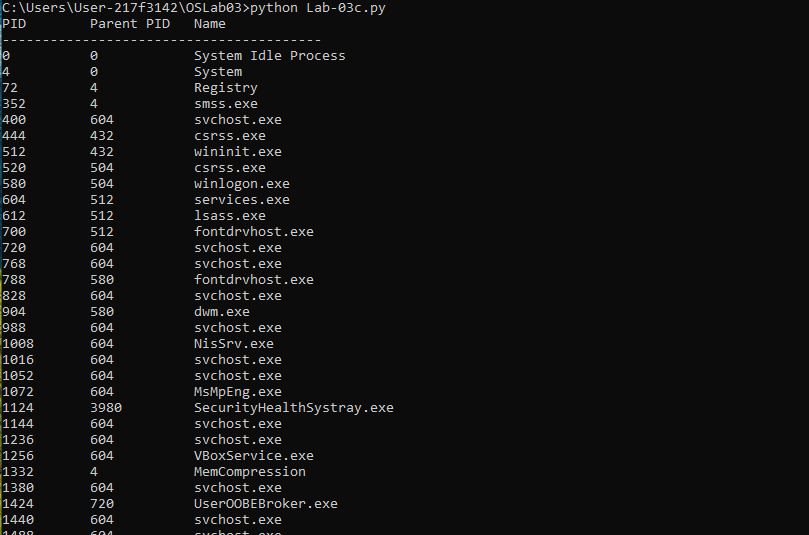 C:\Users\User-217f3142\OSLab03>python Lab-03c.py
PID        Parent PID   Name
----------------------------------------
0          0            System Idle Process
4          0            System
72         4            Registry
352        4            smss.exe
400        604          svchost.exe
444        432          csrss.exe
512        432          wininit.exe
520        504          csrss.exe
580        504          winlogon.exe
604        512          services.exe
612        512          lsass.exe
700        512          fontdrvhost.exe
720        604          svchost.exe
768        604          svchost.exe
788        580          fontdrvhost.exe
828        604          svchost.exe
904        580          dwm.exe
988        604          svchost.exe
1008       604          NisSrv.exe
1016       604          svchost.exe
1052       604          svchost.exe
1072       604          MsMpEng.exe
1124       3980         SecurityHealthSystray.exe
1144       604          svchost.exe
1236       604          svchost.exe
1256       604          VBoxService.exe
1332       4            MemCompression
1380       604          svchost.exe
1424       720          UserOOBEBroker.exe
1440       604          svchost.exe
1488       604          svchost.exe